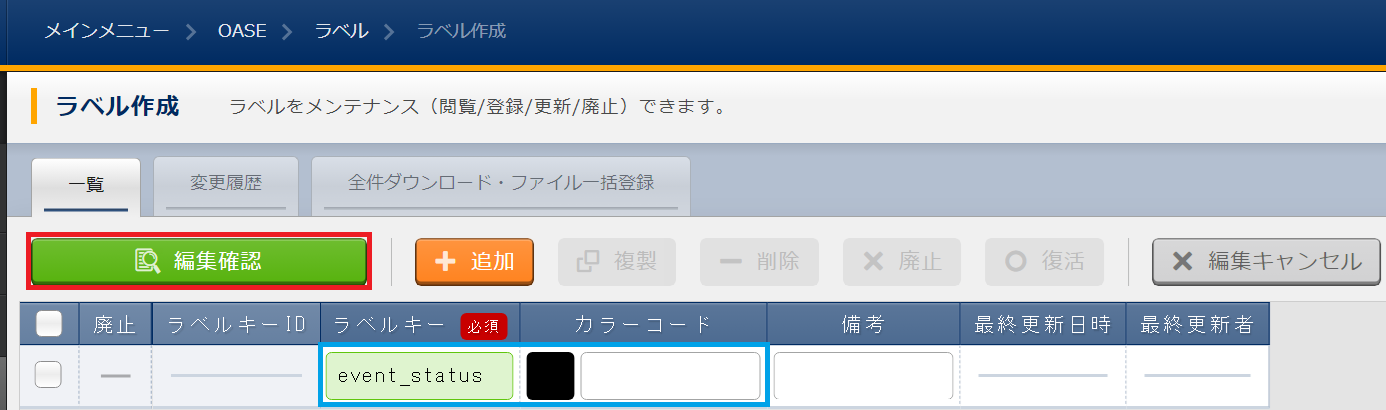 メインメニュー > OASE > ラベル > ラベル作成
ラベル作成 ラベルをメンテナンス（閲覧/登録/更新/廃止）できます。
一覧 変更履歴 全件ダウンロード・ファイル一括登録
編集確認 追加 複製 削除 廃止 復活 編集キャンセル
廃止 ラベルキーID ラベルキー 必須 カラーコード 備考 最終更新日時 最終更新者
event_status